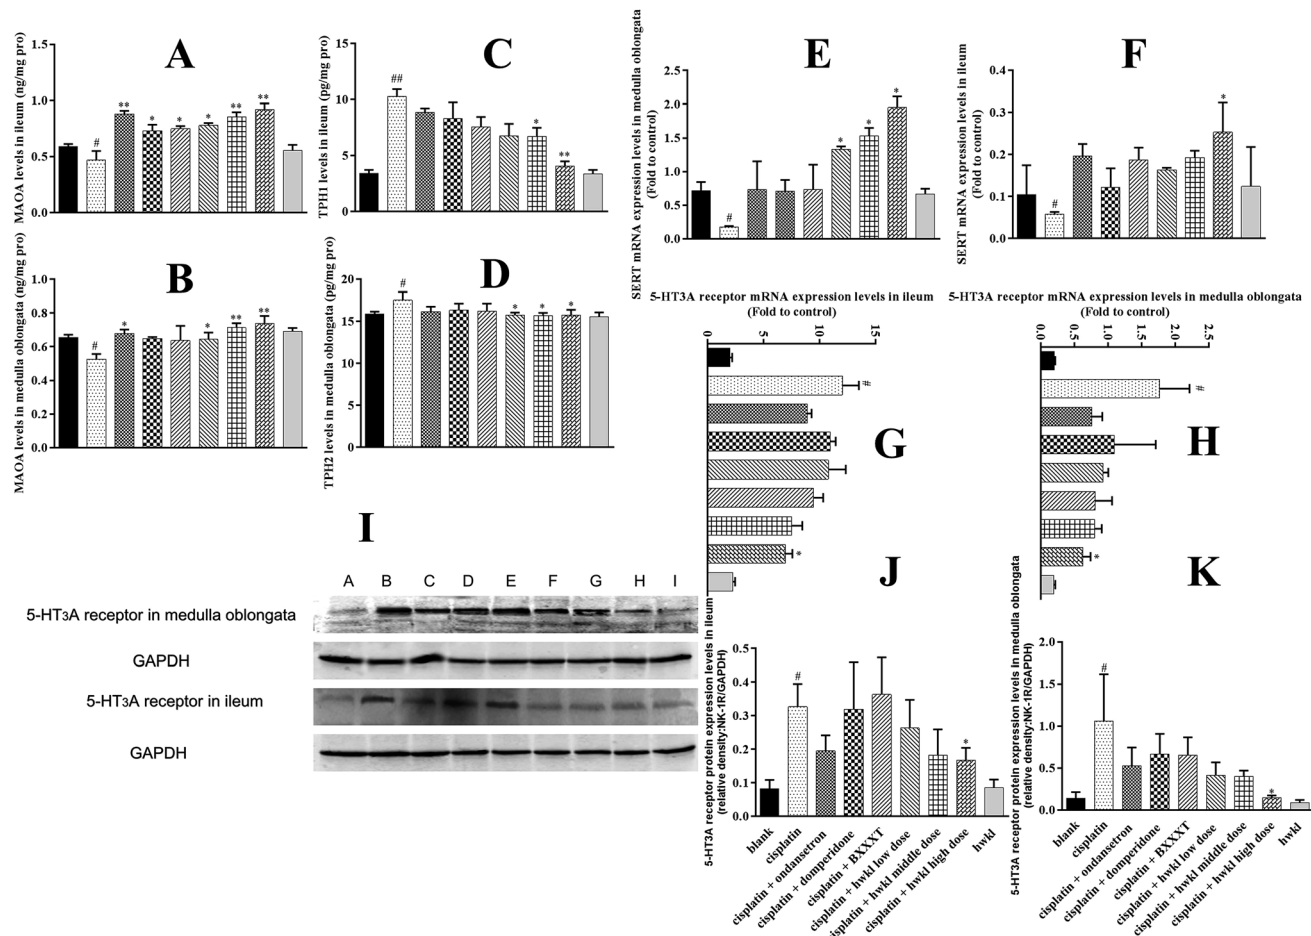 A
MAOA levels in ileum (ng/mg pro)
1.5
1.0
0.5
0.0
#
**
*
*
*
**
**
C
TPH1 levels in ileum (pg/mg pro)
15
10
5
0
##
*
**
E
SERT mRNA expression levels in medulla oblongata
(Fold to control)
2.5
2.0
1.5
1.0
0.5
0.0
#
*
*
*
F
SERT mRNA expression levels in ileum
(Fold to control)
0.4
0.3
0.2
0.1
0.0
#
*
B
MAOA levels in medulla oblongata (ng/mg pro)
1.0
0.8
0.6
0.4
0.2
0.0
#
*
*
**
**
D
TPH2 levels in medulla oblongata (pg/mg pro)
20
15
10
5
0
#
*
*
*
5-HT3A receptor mRNA expression levels in ileum
(Fold to control)
0
5
10
15
#
*
G
5-HT3A receptor mRNA expression levels in medulla oblongata
(Fold to control)
0.0
0.5
1.0
1.5
2.0
2.5
#
*
H
I
A B C D E F G H I
5-HT3A receptor in medulla oblongata
GAPDH
5-HT3A receptor in ileum
GAPDH
J
5-HT3A receptor protein expression levels in ileum
(relative density:NK-1R/GAPDH)
0.5
0.4
0.3
0.2
0.1
0.0
#
*
blank
cisplatin
cisplatin + ondansetron
cisplatin + domperidone
cisplatin + BXXXT
cisplatin + hwkl low dose
cisplatin + hwkl middle dose
cisplatin + hwkl high dose
hwkl
K
5-HT3A receptor protein expression levels in medulla oblongata
(relative density:NK-1R/GAPDH)
2.0
1.5
1.0
0.5
0.0
#
*
blank
cisplatin
cisplatin + ondansetron
cisplatin + domperidone
cisplatin + BXXXT
cisplatin + hwkl low dose
cisplatin + hwkl middle dose
cisplatin + hwkl high dose
hwkl